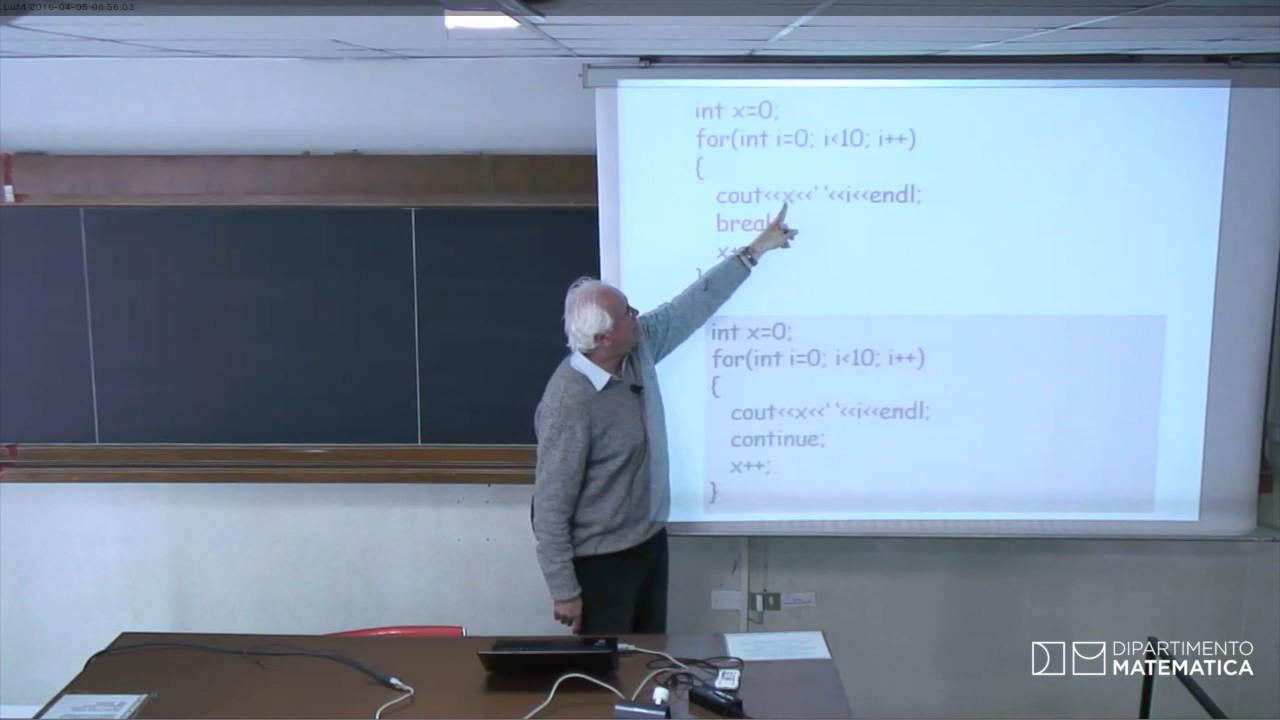 LuM 2016-04-05 08:56:03
int x=0;
for(int i=0; i<10; i++)
{
cout<<x<<' '<<i<<endl;
int x=0;
for(int i=0; i<10; i++)
{
cout<<x<<' '<<i<<endl;
continue;
x++;
}
DIPARTIMENTO
MATEMATICA